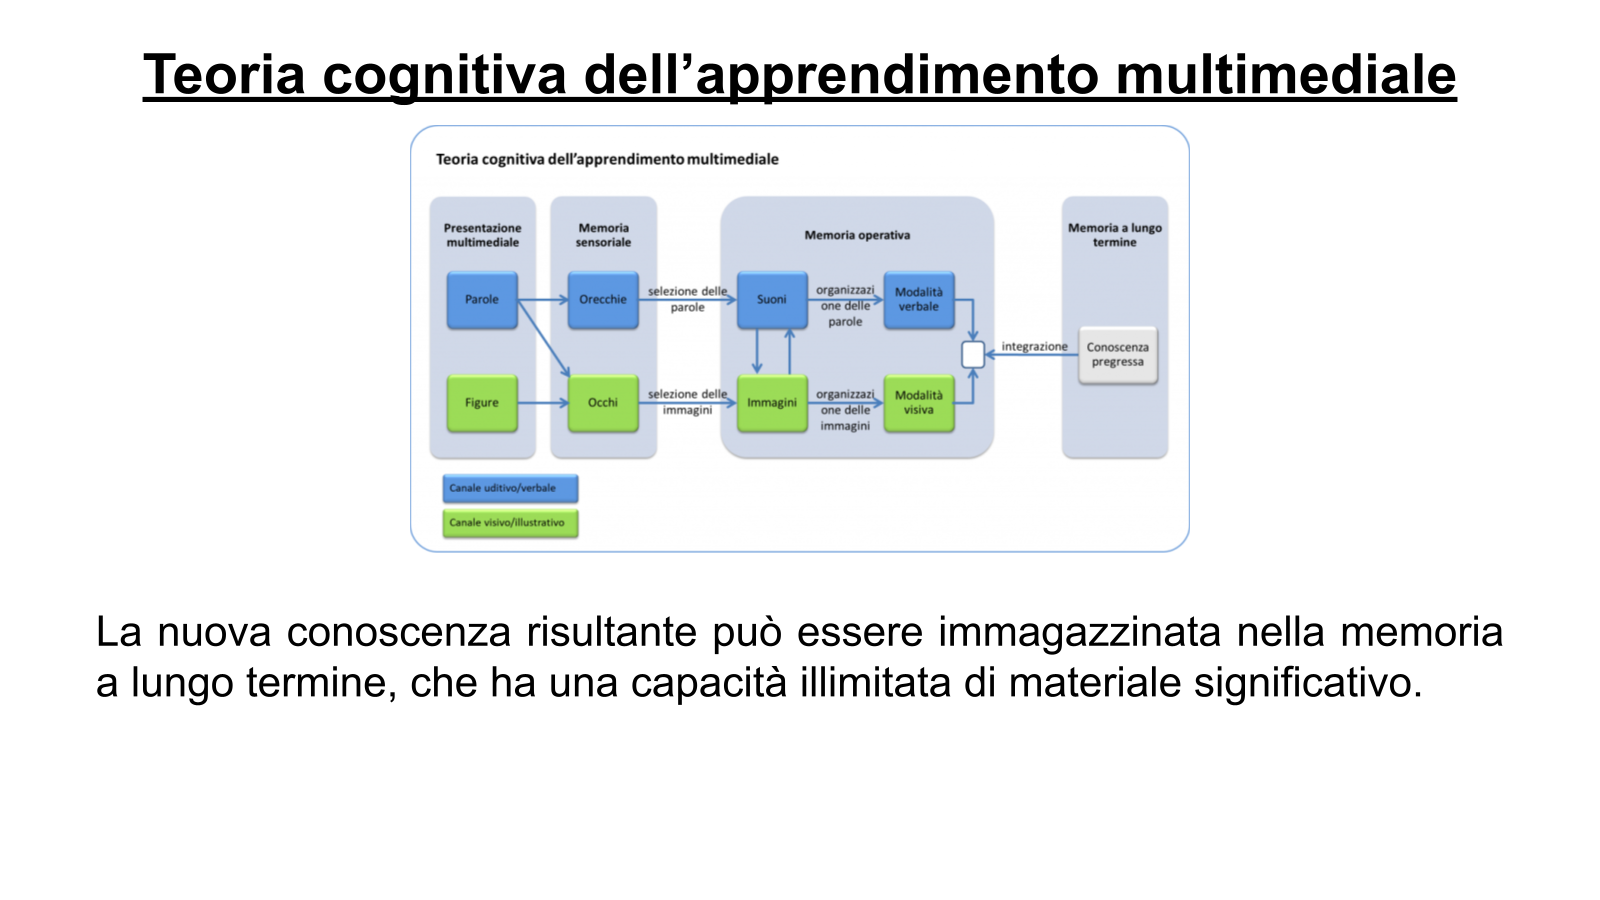 Teoria cognitiva dell’apprendimento multimediale
Teoria cognitiva dell’apprendimento multimediale
Presentazione
multimediale
Memoria
sensoriale
Memoria operativa
Memoria a lungo
termine
Parole
Orecchie
selezione delle
parole
Suoni
organizzazi
one delle
parole
Modalità
verbale
integrazione
Conoscenza
pregressa
Figure
Occhi
selezione delle
immagini
Immagini
organizzazi
one delle
immagini
Modalità
visiva
Canale uditivo/verbale
Canale visivo/illustrativo
La nuova conoscenza risultante può essere immagazzinata nella memoria
a lungo termine, che ha una capacità illimitata di materiale significativo.